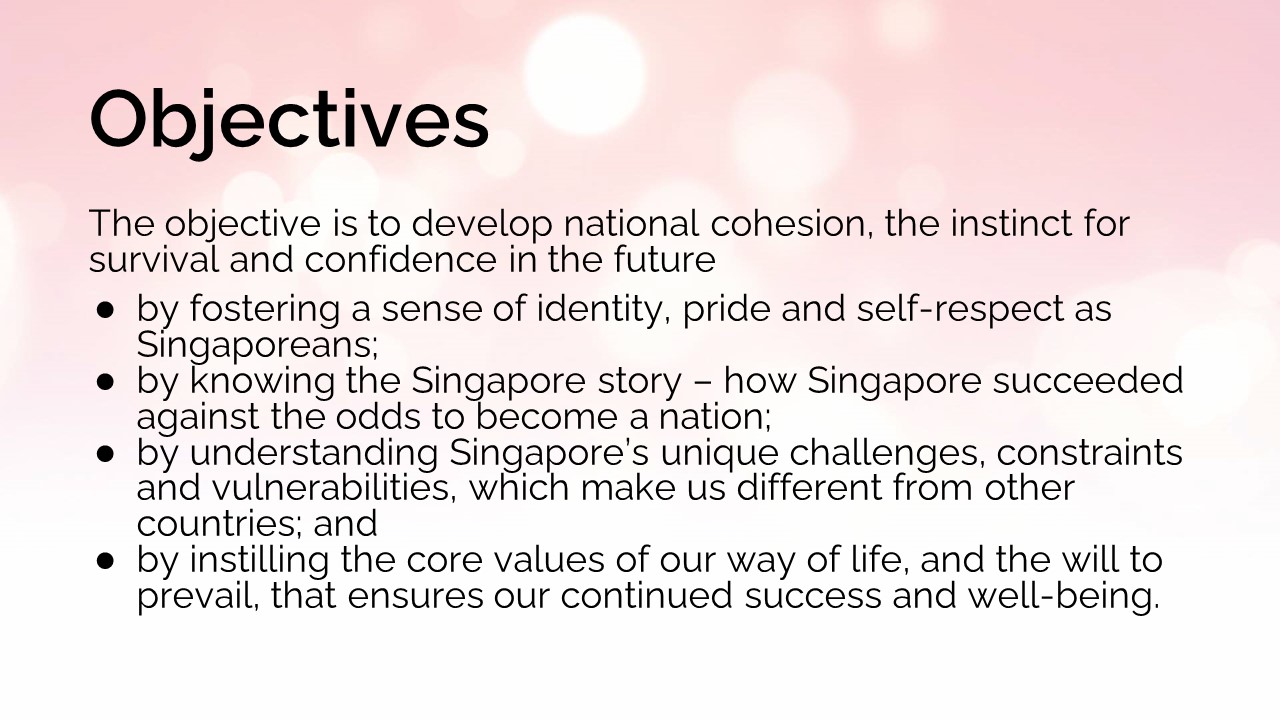 Objectives
The objective is to develop national cohesion, the instinct for
survival and confidence in the future
● by fostering a sense of identity, pride and self-respect as
Singaporeans;
● by knowing the Singapore story – how Singapore succeeded
against the odds to become a nation;
● by understanding Singapore’s unique challenges, constraints
and vulnerabilities, which make us different from other
countries; and
● by instilling the core values of our way of life, and the will to
prevail, that ensures our continued success and well-being.